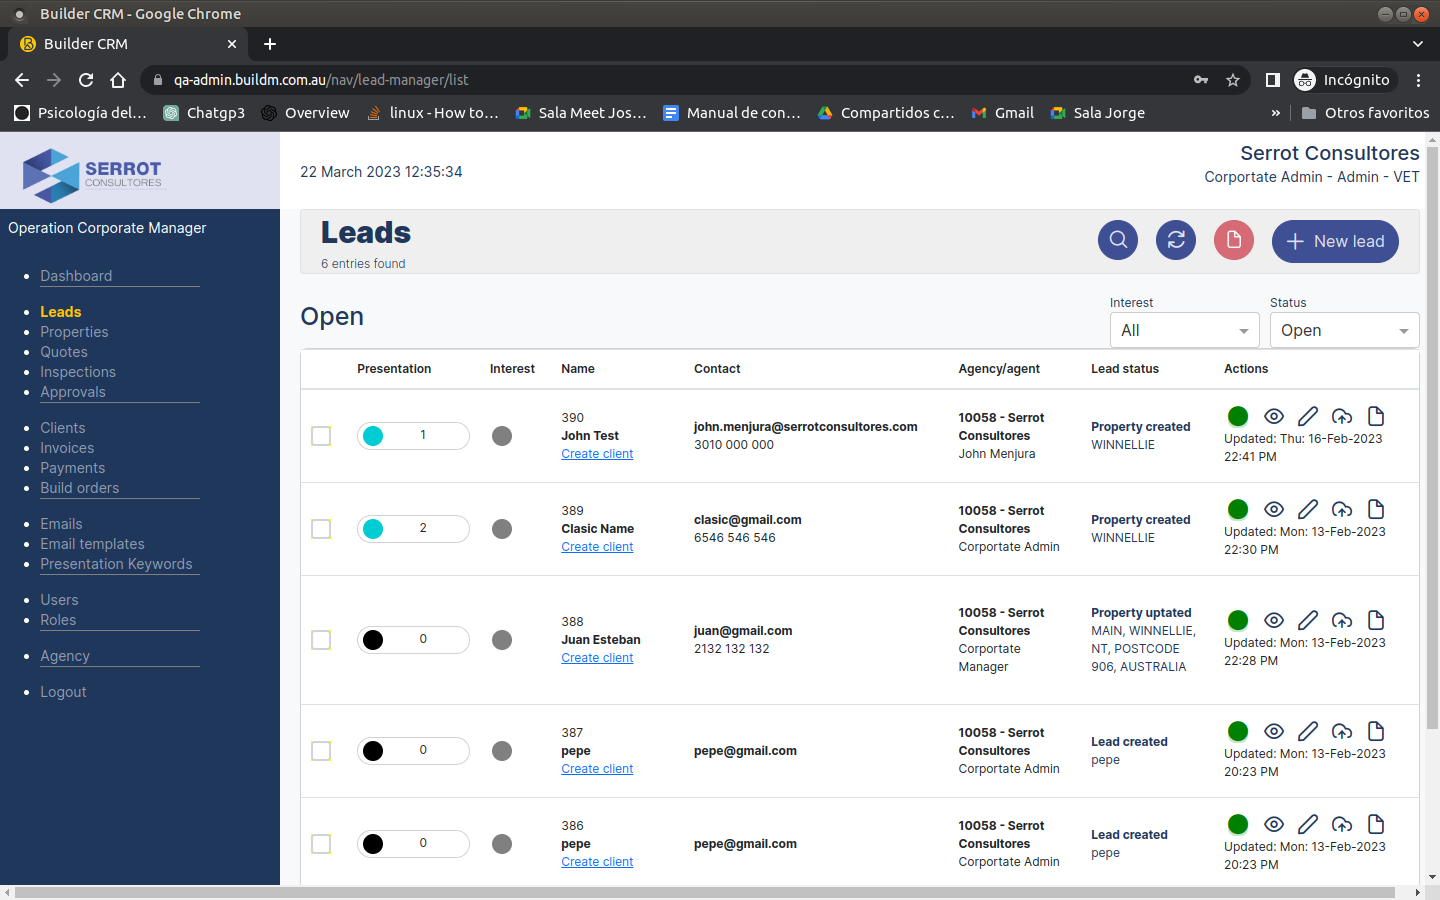 Builder CRM - Google Chrome
Builder CRM
qa-admin.buildm.com.au/nav/lead-manager/list
Incógnito
Psicología del...
Chatgp3
Overview
linux - How to...
Sala Meet Jos...
Manual de con...
Compartidos c...
Gmail
Sala Jorge
»
Otros favoritos
SERROT
CONSULTORES
Operation Corporate Manager
Dashboard
Leads
Properties
Quotes
Inspections
Approvals
Clients
Invoices
Payments
Build orders
Emails
Email templates
Presentation Keywords
Users
Roles
Agency
Logout
22 March 2023 12:35:34
Serrot Consultores
Corportate Admin - Admin - VET
Leads
6 entries found
New lead
Open
Interest
All
Status
Open
Presentation Interest Name Contact Agency/agent Lead status Actions
1
390
John Test
Create client
john.menjura@serrotconsultores.com
3010 000 000
10058 - Serrot
Consultores
John Menjura
Property created
WINNELLIE
Updated: Thu: 16-Feb-2023
22:41 PM
2
389
Clasic Name
Create client
clasic@gmail.com
6546 546 546
10058 - Serrot
Consultores
Corportate Admin
Property created
WINNELLIE
Updated: Mon: 13-Feb-2023
22:30 PM
0
388
Juan Esteban
Create client
juan@gmail.com
2132 132 132
10058 - Serrot
Consultores
Corportate
Manager
Property uptated
MAIN, WINNELLIE,
NT, POSTCODE
906, AUSTRALIA
Updated: Mon: 13-Feb-2023
22:28 PM
0
387
pepe
Create client
pepe@gmail.com
10058 - Serrot
Consultores
Corportate Admin
Lead created
pepe
Updated: Mon: 13-Feb-2023
20:23 PM
0
386
pepe
Create client
pepe@gmail.com
10058 - Serrot
Consultores
Corportate Admin
Lead created
pepe
Updated: Mon: 13-Feb-2023
20:23 PM